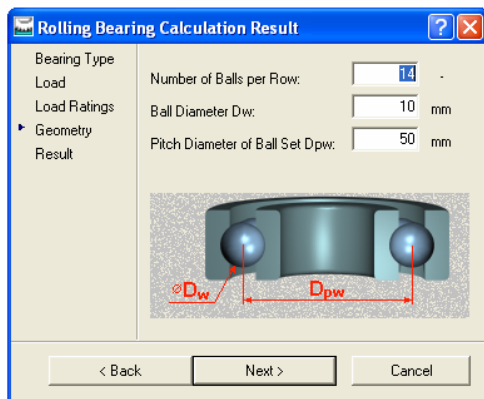 Rolling Bearing Calculation Result
Bearing Type
Load
Load Ratings
Geometry
Result
Number of Balls per Row: 14 -
Ball Diameter Dw: 10 mm
Pitch Diameter of Ball Set Dpw: 50 mm
⌀Dw
Dpw
< Back Next > Cancel